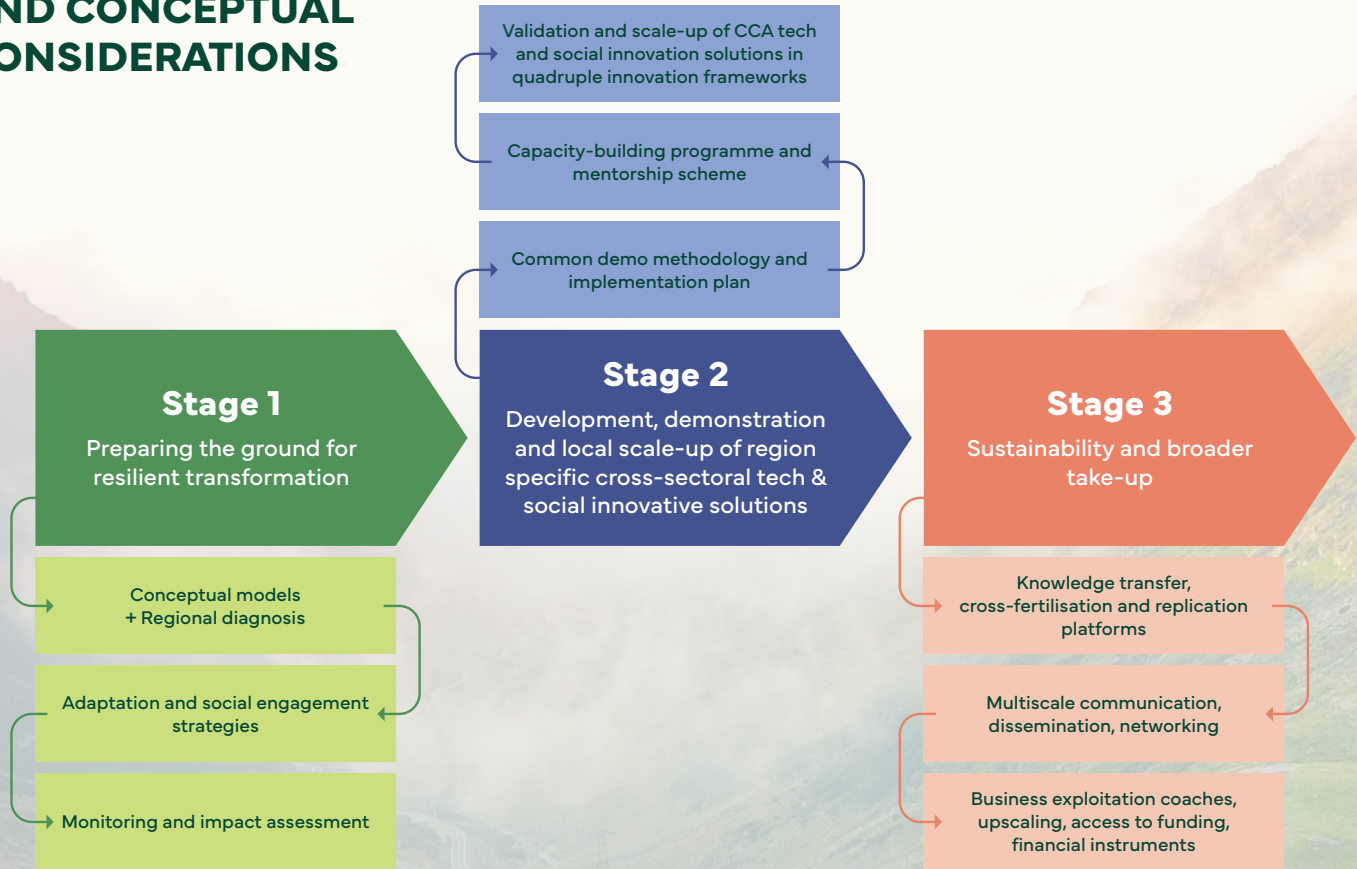 ND CONCEPTUAL
ONSIDERATIONS
Validation and scale-up of CCA tech
and social innovation solutions in
quadruple innovation frameworks
Capacity-building programme and
mentorship scheme
Common demo methodology and
implementation plan
Stage 1
Preparing the ground for
resilient transformation
Stage 2
Development, demonstration
and local scale-up of region
specific cross-sectoral tech &
social innovative solutions
Stage 3
Sustainability and broader
take-up
Conceptual models
+ Regional diagnosis
Adaptation and social engagement
strategies
Monitoring and impact assessment
Knowledge transfer,
cross-fertilisation and replication
platforms
Multiscale communication,
dissemination, networking
Business exploitation coaches,
upscaling, access to funding,
financial instruments